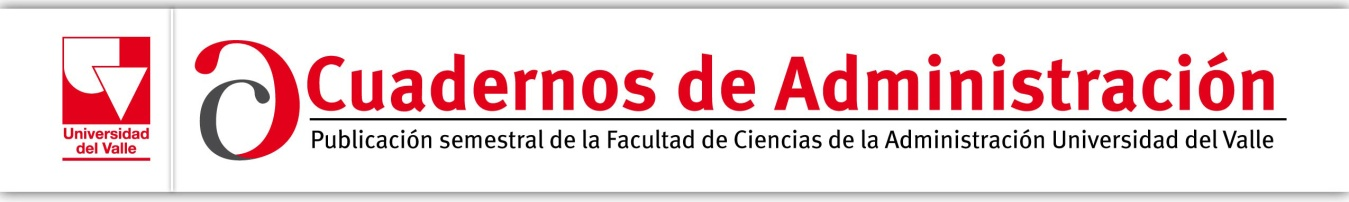 Universidad
del Valle
Cuadernos de Administración
Publicación semestral de la Facultad de Ciencias de la Administración Universidad del Valle